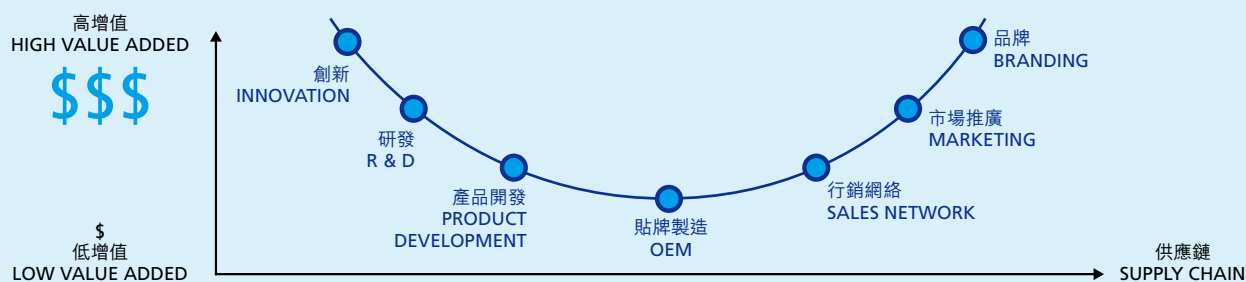 高增值
HIGH VALUE ADDED
$$$
$
低增值
LOW VALUE ADDED
創新
INNOVATION
研發
R & D
產品開發
PRODUCT
DEVELOPMENT
貼牌製造
OEM
行銷網絡
SALES NETWORK
市場推廣
MARKETING
品牌
BRANDING
供應鏈
SUPPLY CHAIN